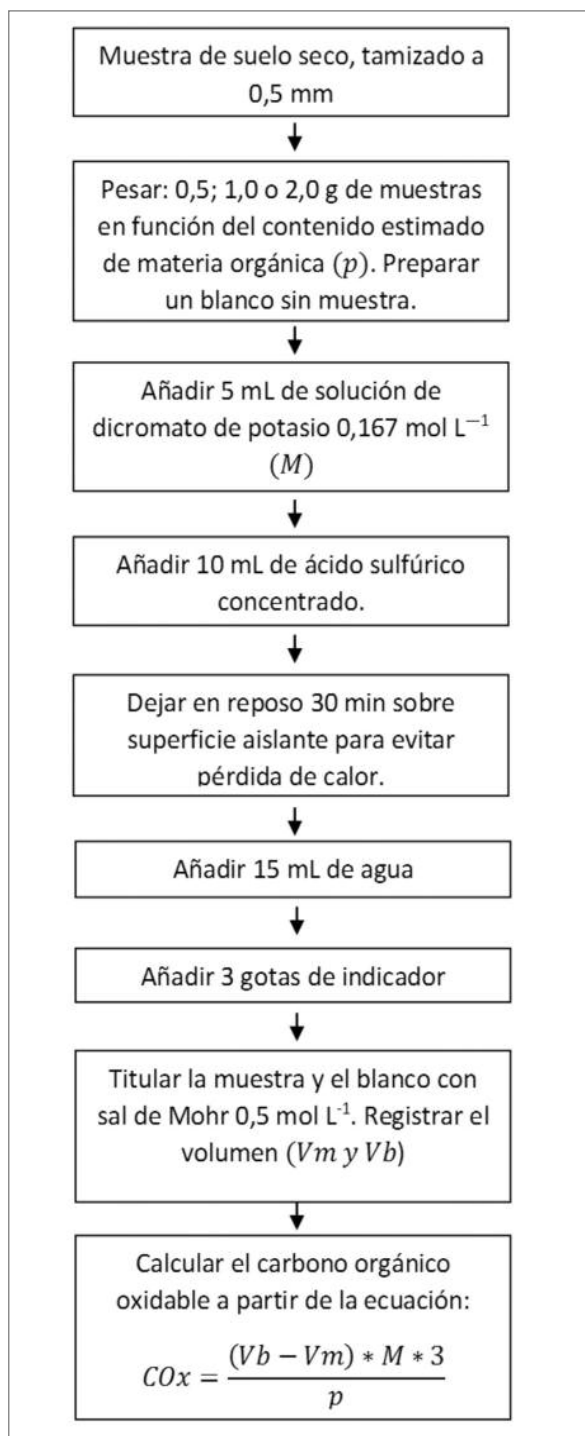 Muestra de suelo seco, tamizado a
0,5 mm
Pesar: 0,5; 1,0 o 2,0 g de muestras
en función del contenido estimado
de materia orgánica (p). Preparar
un blanco sin muestra.
Añadir 5 mL de solución de
dicromato de potasio 0,167 mol L⁻¹
(M)
Añadir 10 mL de ácido sulfúrico
concentrado.
Dejar en reposo 30 min sobre
superficie aislante para evitar
pérdida de calor.
Añadir 15 mL de agua
Añadir 3 gotas de indicador
Titular la muestra y el blanco con
sal de Mohr 0,5 mol L⁻¹. Registrar el
volumen (Vm y Vb)
Calcular el carbono orgánico
oxidable a partir de la ecuación:
COx = (Vb − Vm) * M * 3 / p